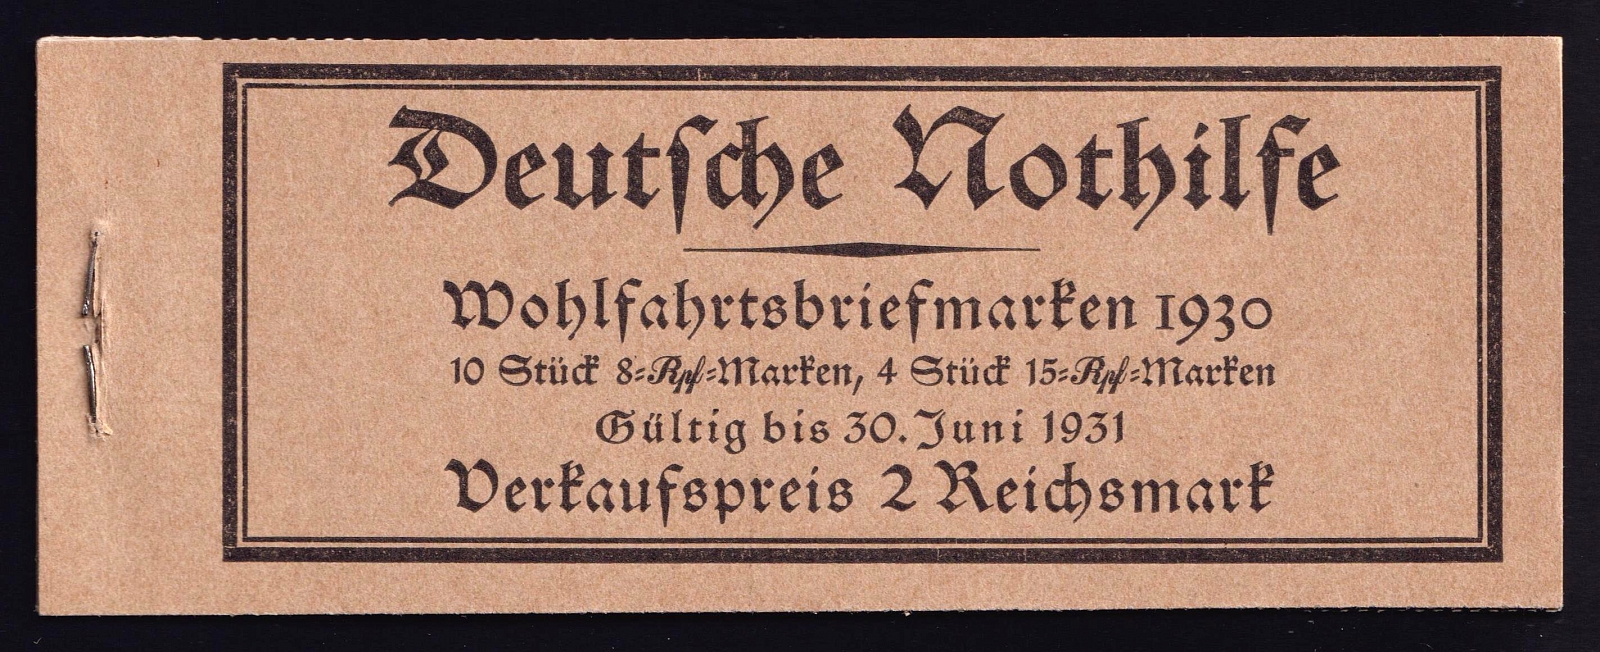 Deutſche Nothilfe
Wohlfahrtsbriefmarken 1930
10 Stück 8=Rpf=Marken, 4 Stück 15=Rpf=Marken
Gültig bis 30. Juni 1931
Verkaufspreis 2 Reichsmark